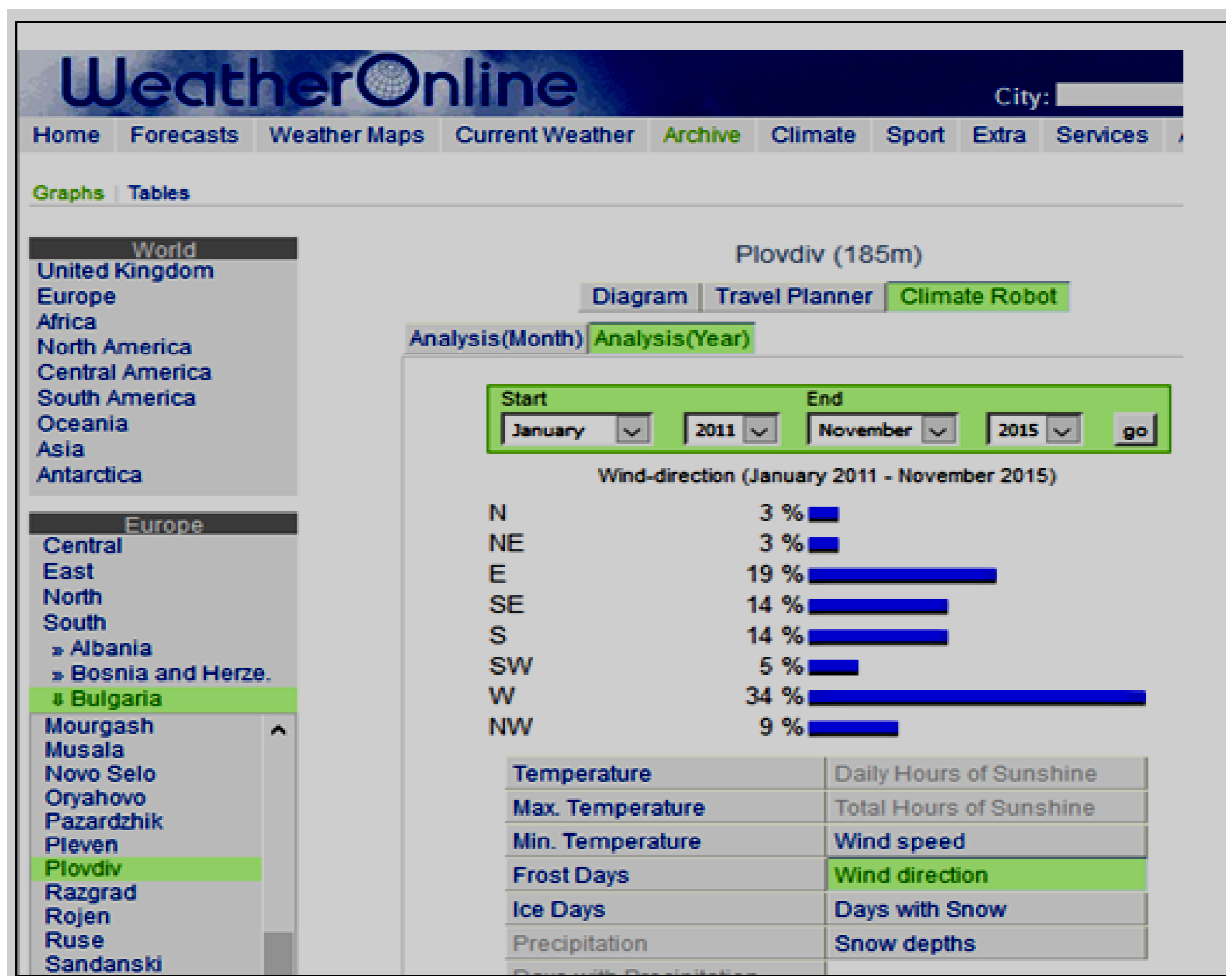 WeatherOnline
City:
Home Forecasts Weather Maps Current Weather Archive Climate Sport Extra Services
Graphs | Tables
World
United Kingdom
Europe
Africa
North America
Central America
South America
Oceania
Asia
Antarctica
Europe
Central
East
North
South
» Albania
» Bosnia and Herze.
Bulgaria
Mourgash
Musala
Novo Selo
Oryahovo
Pazardzhik
Pleven
Plovdiv
Razgrad
Rojen
Ruse
Sandanski
Plovdiv (185m)
Diagram Travel Planner Climate Robot
Analysis(Month) Analysis(Year)
Start End
January 2011 November 2015 go
Wind-direction (January 2011 - November 2015)
N 3 %
NE 3 %
E 19 %
SE 14 %
S 14 %
SW 5 %
W 34 %
NW 9 %
Temperature Daily Hours of Sunshine
Max. Temperature Total Hours of Sunshine
Min. Temperature Wind speed
Frost Days Wind direction
Ice Days Days with Snow
Precipitation Snow depths
Days with Precipitation